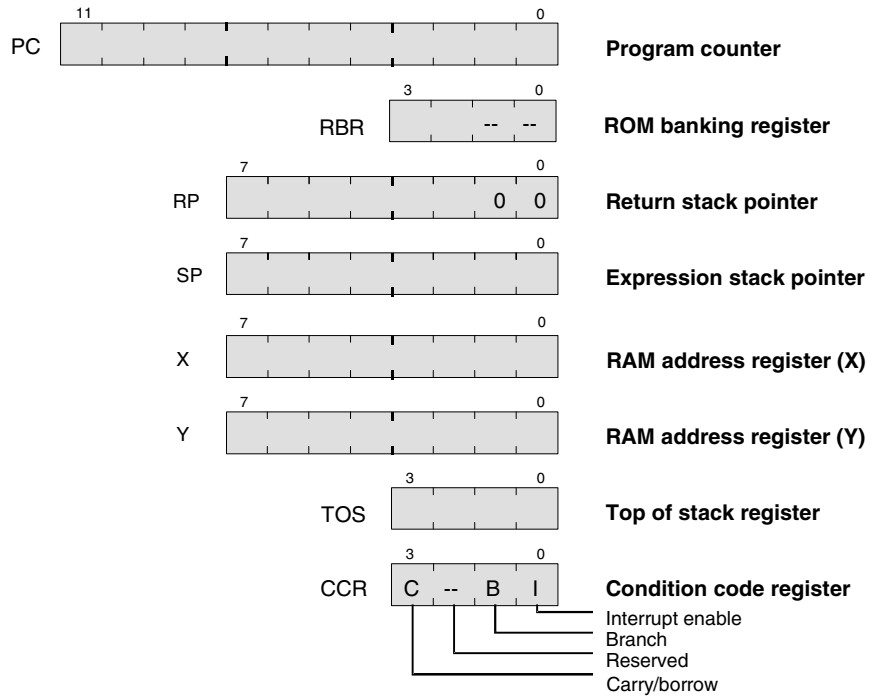 11 0
PC Program counter
3 0
RBR -- -- ROM banking register
7 0
RP 0 0 Return stack pointer
7 0
SP Expression stack pointer
7 0
X RAM address register (X)
7 0
Y RAM address register (Y)
3 0
TOS Top of stack register
3 0
CCR C -- B I Condition code register
Interrupt enable
Branch
Reserved
Carry/borrow